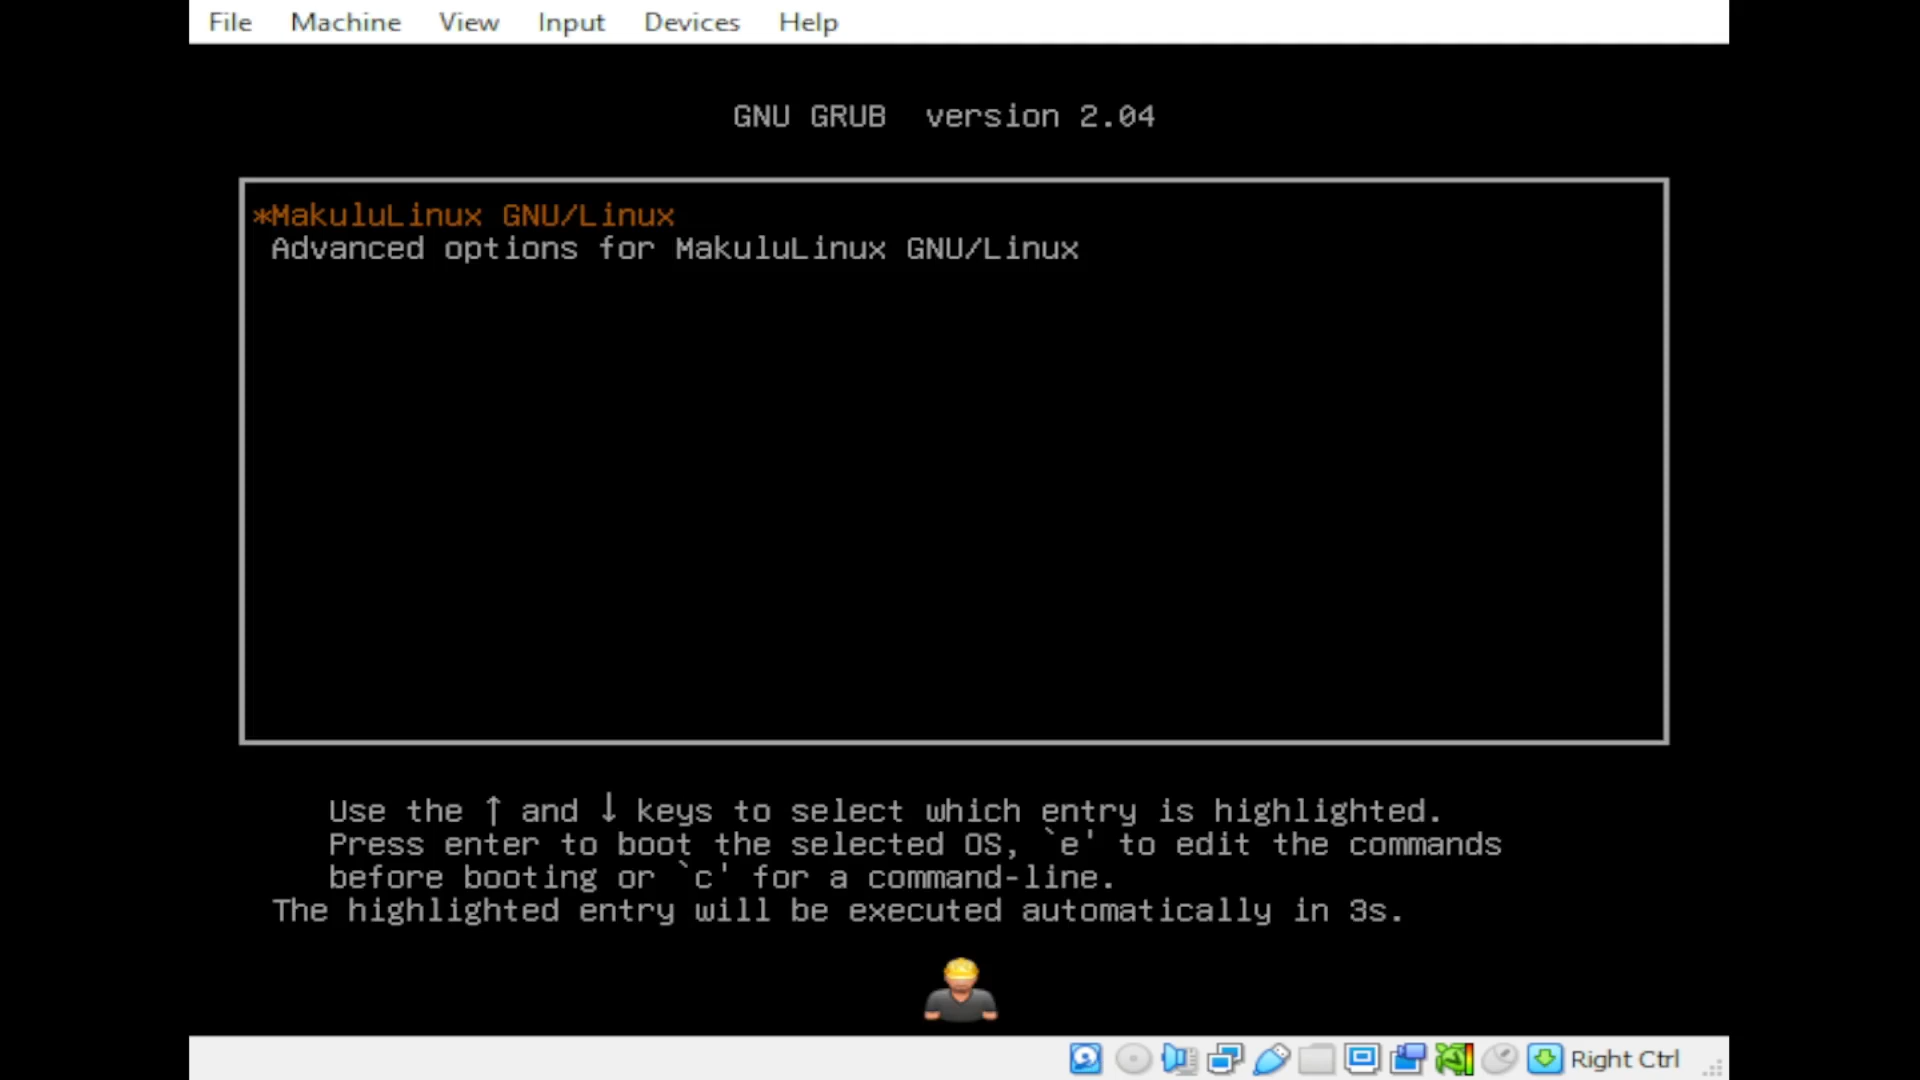 File Machine View Input Devices Help
GNU GRUB version 2.04
*MakuluLinux GNU/Linux
Advanced options for MakuluLinux GNU/Linux
Use the ↑ and ↓ keys to select which entry is highlighted.
Press enter to boot the selected OS, `e' to edit the commands
before booting or `c' for a command-line.
The highlighted entry will be executed automatically in 3s.
Right Ctrl